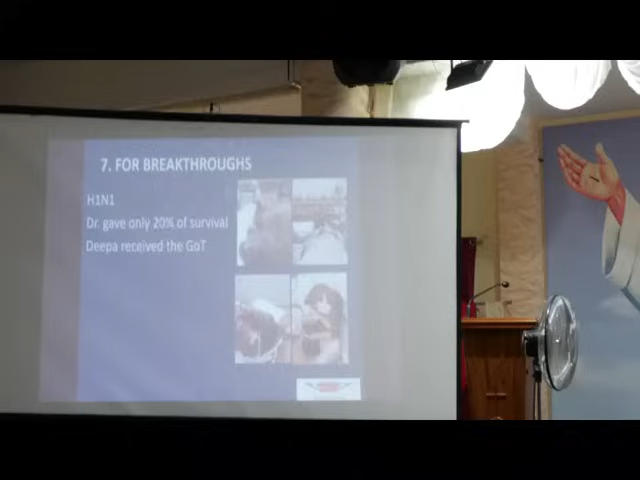 7. FOR BREAKTHROUGHS
H1N1
Dr. gave only 20% of survival
Deepa received the GoT